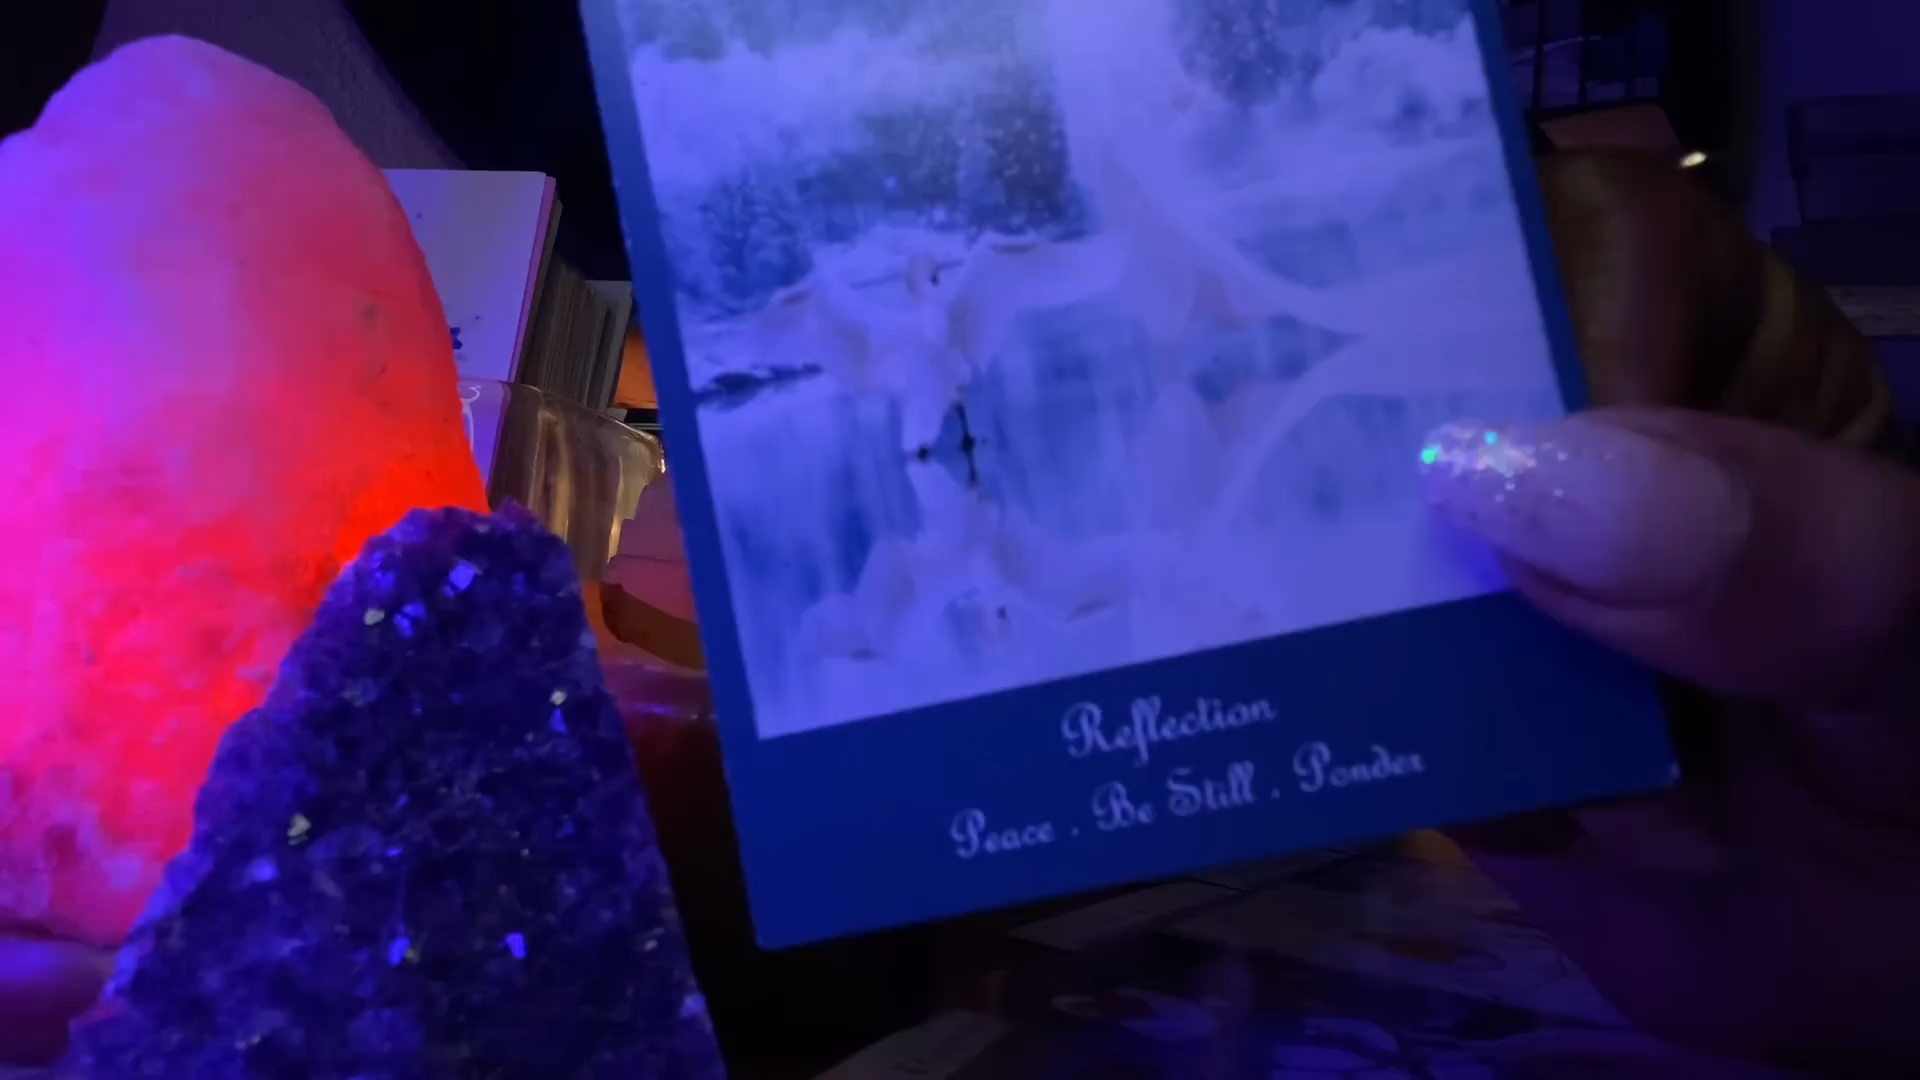 Reflection
Peace . Be Still . Ponder